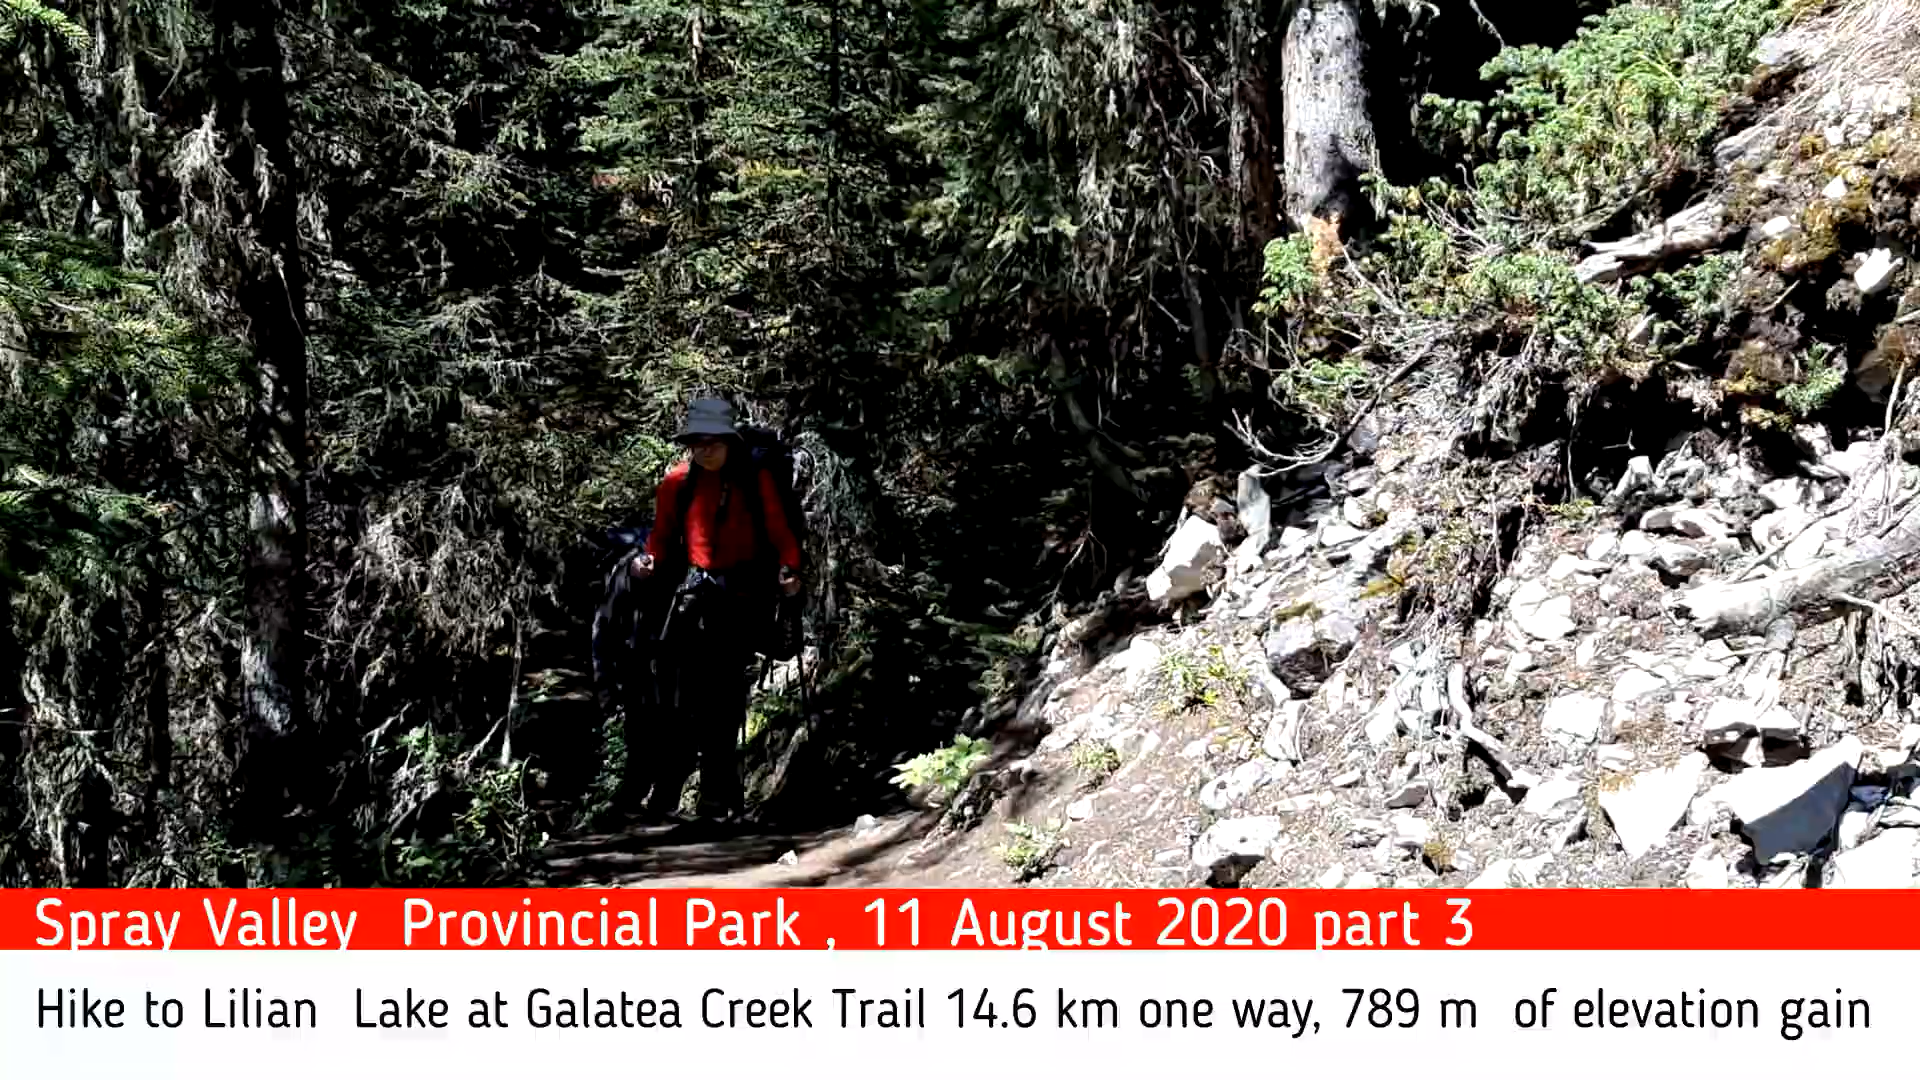 Spray Valley Provincial Park , 11 August 2020 part 3
Hike to Lilian Lake at Galatea Creek Trail 14.6 km one way, 789 m of elevation gain